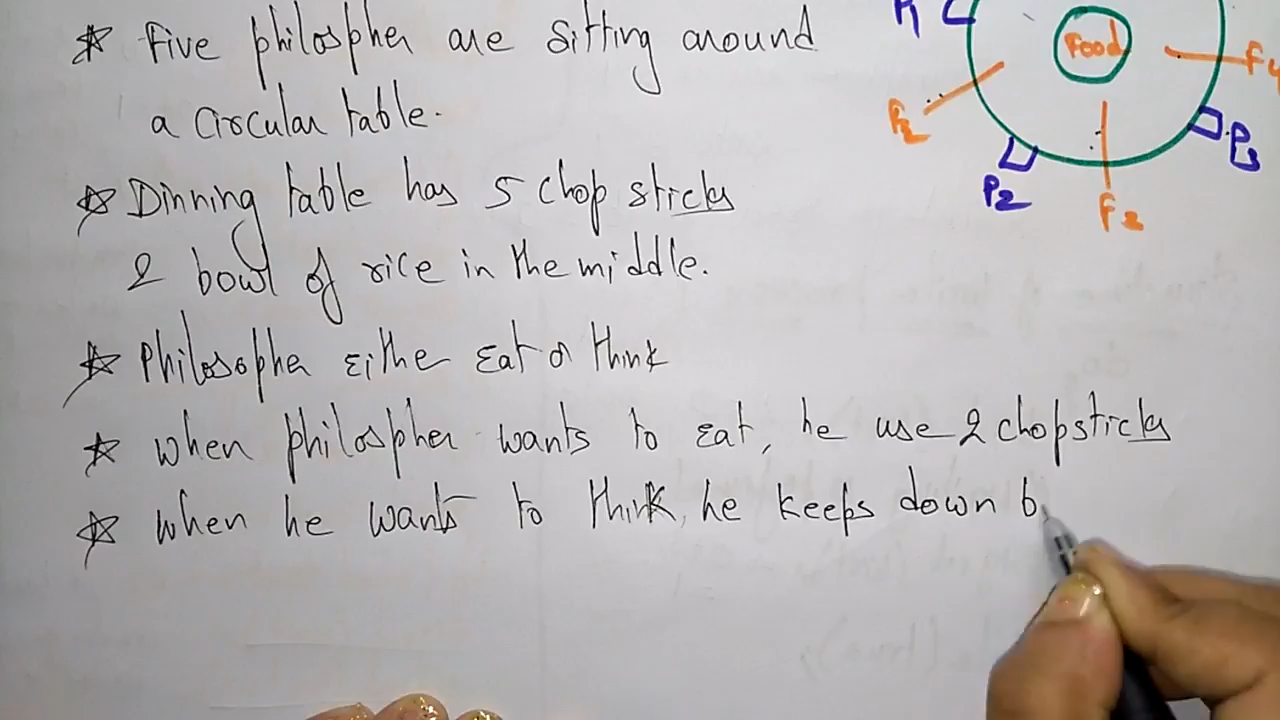 ☆ Five philospher are sitting around
a Circular table.
☆ Dinning table has 5 chop sticks
& bowl of rice in the middle.
☆ Philosopher Either Eat or think
☆ when philospher wants to Eat, he use 2 chopsticks
☆ when he wants to think, he keeps down b
Food
F4
P3
P2
F2